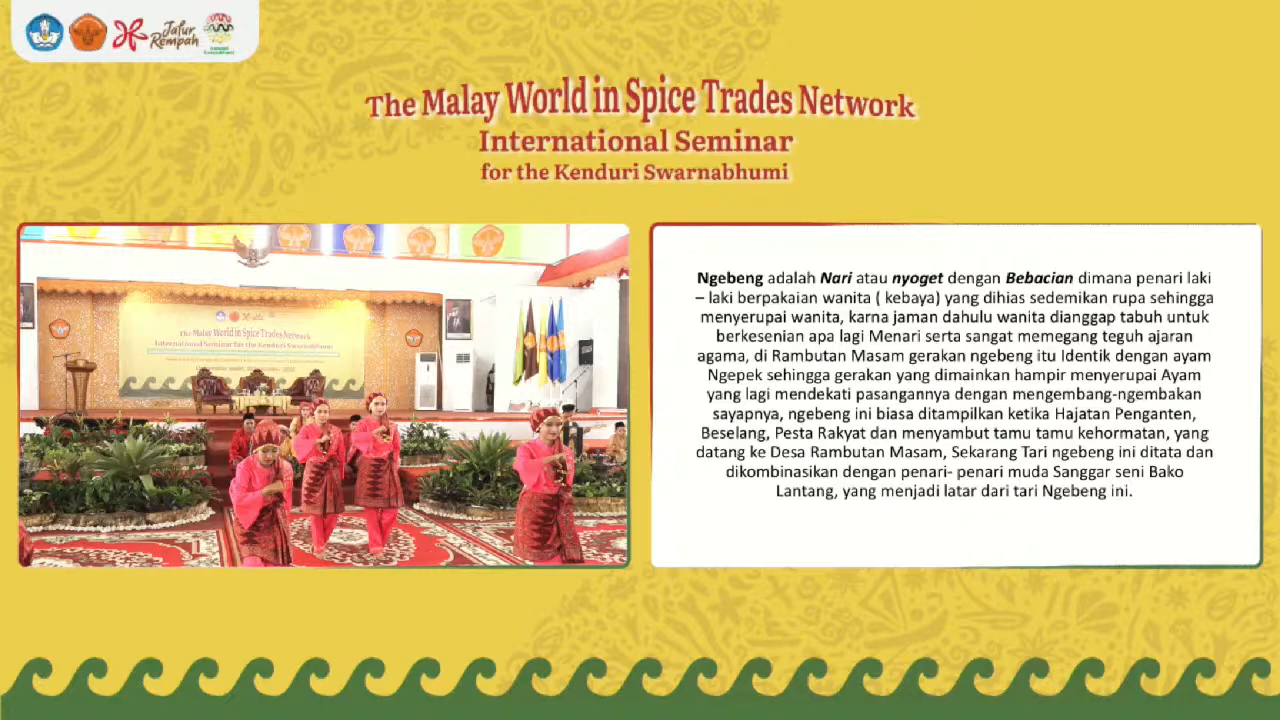 Jalur
Rempah
The Malay World in Spice Trades Network
International Seminar
for the Kenduri Swarnabhumi
The Malay World in Spice Trades Network
International Seminar for the Kenduri Swarnabhumi
Ngebeng adalah Nari atau nyoget dengan Bebacian dimana penari laki
– laki berpakaian wanita ( kebaya) yang dihias sedemikan rupa sehingga
menyerupai wanita, karna jaman dahulu wanita dianggap tabuh untuk
berkesenian apa lagi Menari serta sangat memegang teguh ajaran
agama, di Rambutan Masam gerakan ngebeng itu Identik dengan ayam
Ngepek sehingga gerakan yang dimainkan hampir menyerupai Ayam
yang lagi mendekati pasangannya dengan mengembang-ngembakan
sayapnya, ngebeng ini biasa ditampilkan ketika Hajatan Penganten,
Beselang, Pesta Rakyat dan menyambut tamu tamu kehormatan, yang
datang ke Desa Rambutan Masam, Sekarang Tari ngebeng ini ditata dan
dikombinasikan dengan penari- penari muda Sanggar seni Bako
Lantang, yang menjadi latar dari tari Ngebeng ini.